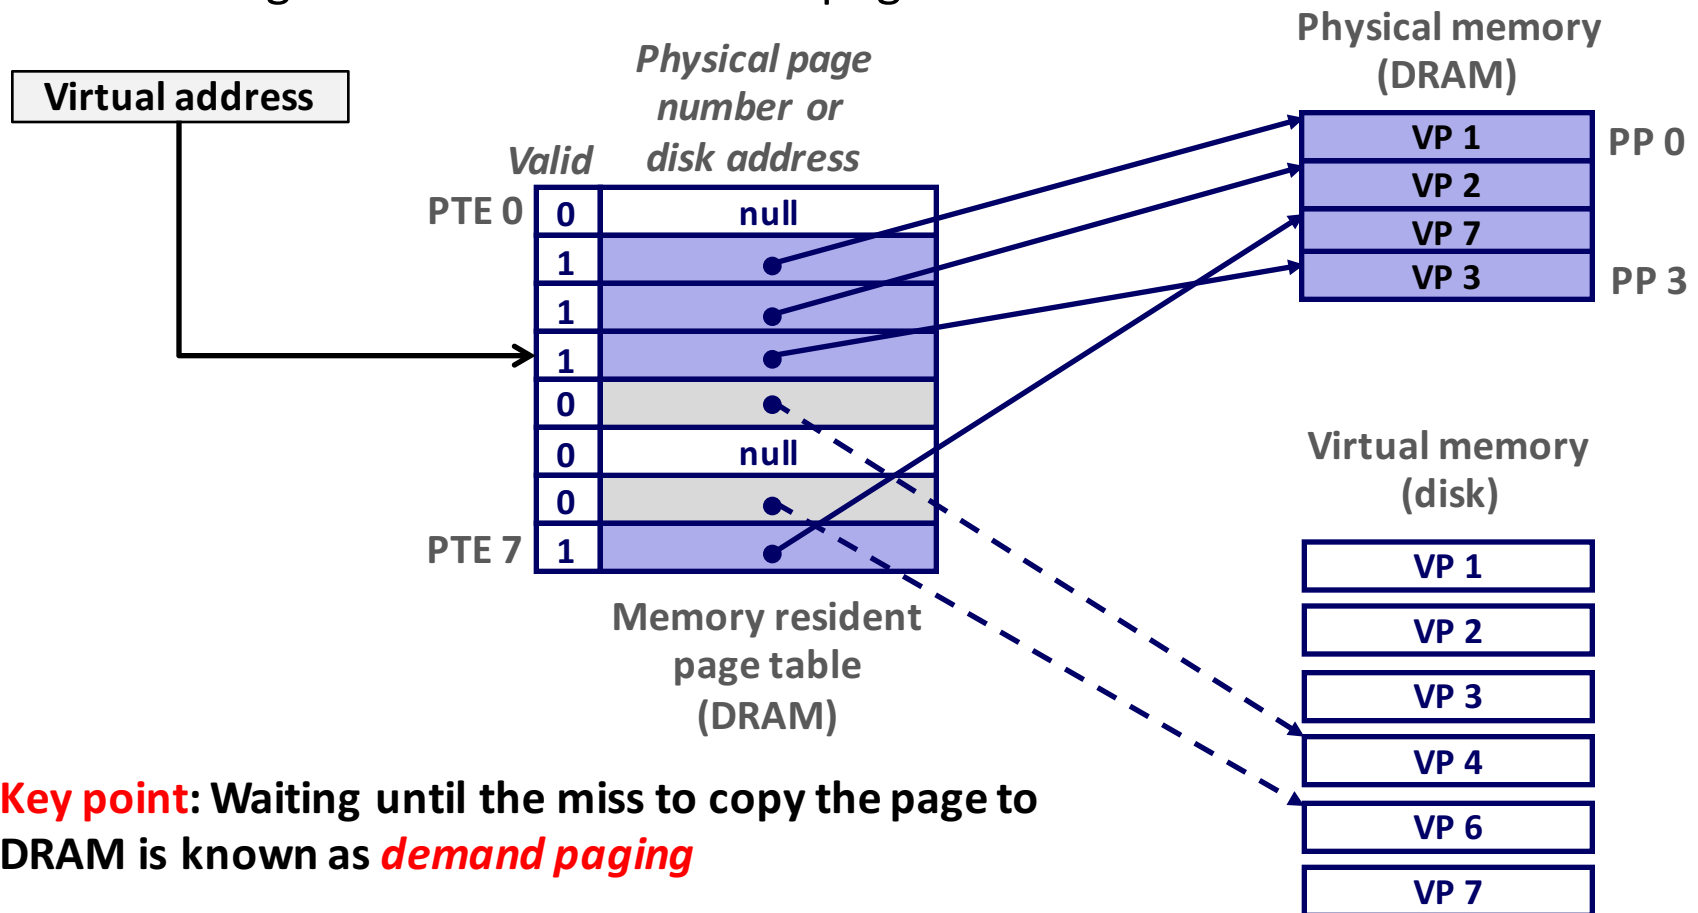 Physical memory
(DRAM)
Virtual address
Physical page
number or
disk address
Valid
PTE 0
0
null
1
1
1
0
0
null
0
PTE 7
1
VP 1
PP 0
VP 2
VP 7
VP 3
PP 3
Memory resident
page table
(DRAM)
Virtual memory
(disk)
VP 1
VP 2
VP 3
VP 4
VP 6
VP 7
Key point: Waiting until the miss to copy the page to
DRAM is known as demand paging